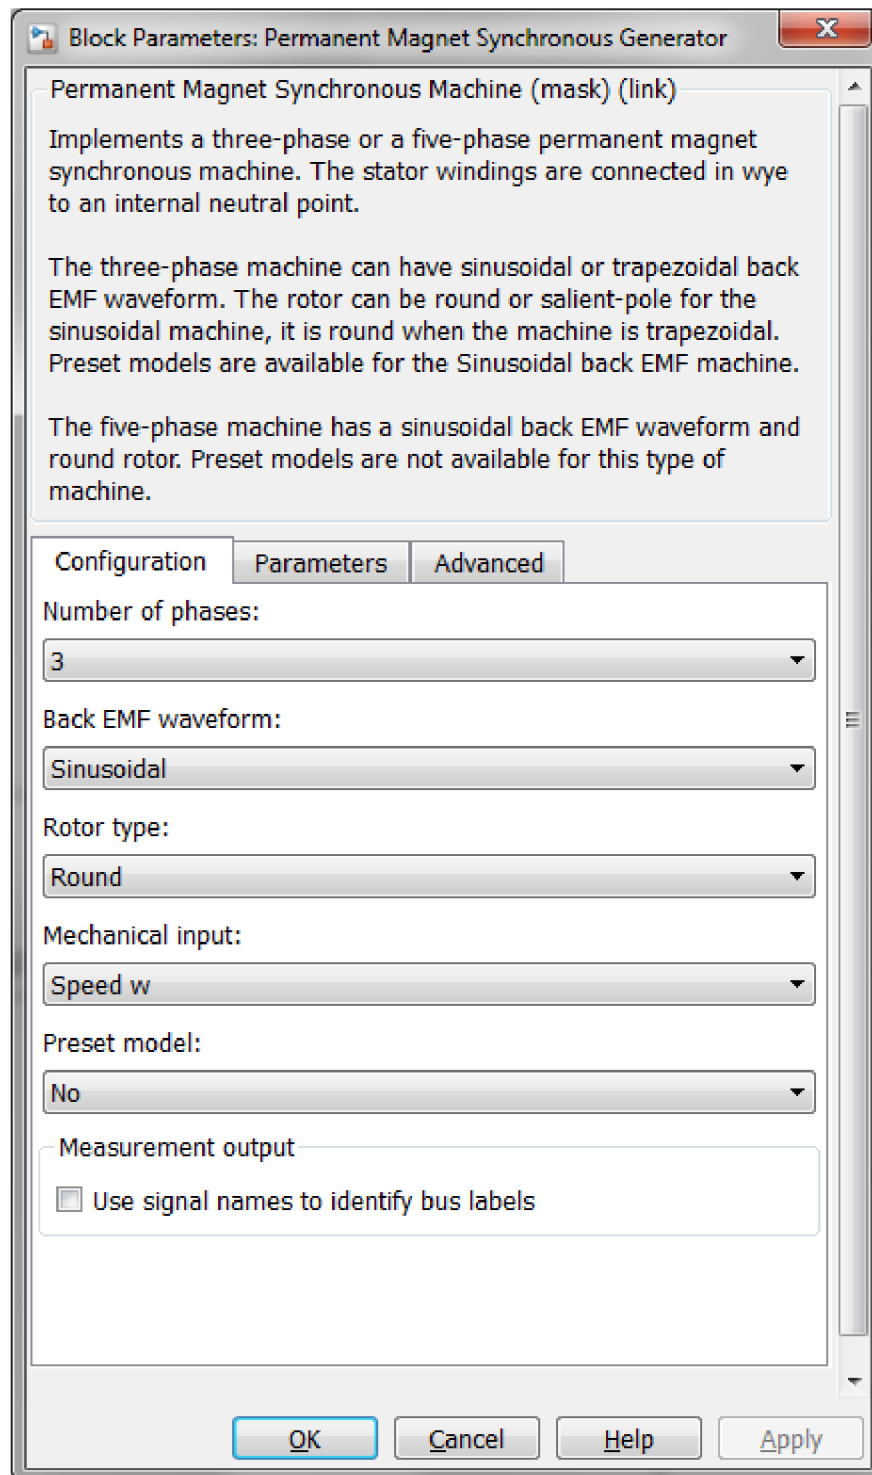 Block Parameters: Permanent Magnet Synchronous Generator
Permanent Magnet Synchronous Machine (mask) (link)
Implements a three-phase or a five-phase permanent magnet
synchronous machine. The stator windings are connected in wye
to an internal neutral point.
The three-phase machine can have sinusoidal or trapezoidal back
EMF waveform. The rotor can be round or salient-pole for the
sinusoidal machine, it is round when the machine is trapezoidal.
Preset models are available for the Sinusoidal back EMF machine.
The five-phase machine has a sinusoidal back EMF waveform and
round rotor. Preset models are not available for this type of
machine.
Configuration Parameters Advanced
Number of phases:
3
Back EMF waveform:
Sinusoidal
Rotor type:
Round
Mechanical input:
Speed w
Preset model:
No
Measurement output
Use signal names to identify bus labels
OK Cancel Help Apply